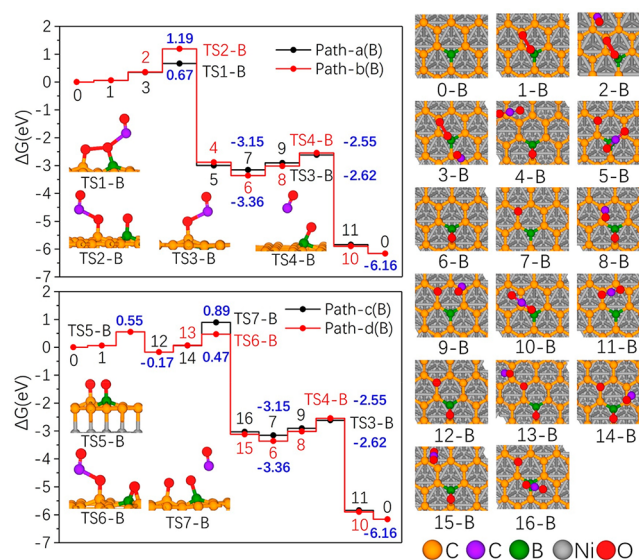 ΔG(eV)
2
1
0
-1
-2
-3
-4
-5
-6
-7
1.19
TS2-B
0.67
TS1-B
Path-a(B)
Path-b(B)
0
1
2
3
4
5
-3.15
7
6
-3.36
9
8
TS4-B
TS3-B
-2.55
-2.62
11
10
0
-6.16
TS1-B
TS2-B
TS3-B
TS4-B
ΔG(eV)
2
1
0
-1
-2
-3
-4
-5
-6
-7
TS5-B
0.55
0
1
12
-0.17
13
14
0.89
TS7-B
TS6-B
0.47
Path-c(B)
Path-d(B)
16
15
-3.15
7
6
-3.36
9
8
TS4-B
TS3-B
-2.55
-2.62
11
10
0
-6.16
TS5-B
TS6-B
TS7-B
0-B 1-B 2-B
3-B 4-B 5-B
6-B 7-B 8-B
9-B 10-B 11-B
12-B 13-B 14-B
15-B 16-B
C C B Ni O